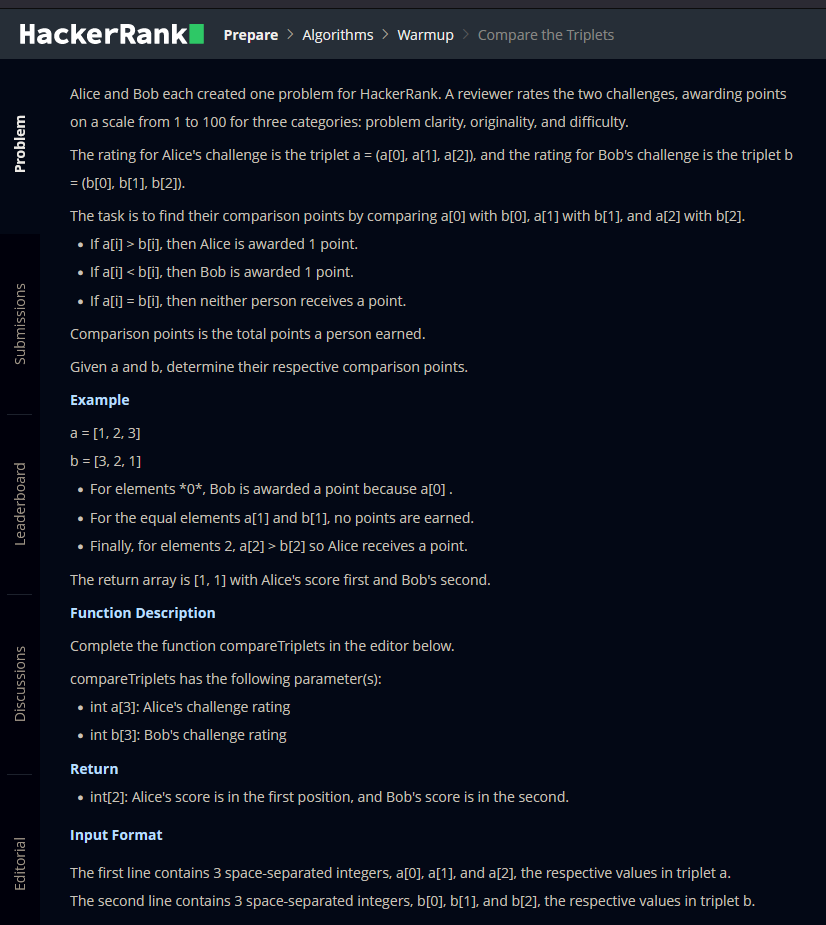 HackerRank Prepare > Algorithms > Warmup > Compare the Triplets
Problem
Submissions
Leaderboard
Discussions
Editorial
Alice and Bob each created one problem for HackerRank. A reviewer rates the two challenges, awarding points
on a scale from 1 to 100 for three categories: problem clarity, originality, and difficulty.
The rating for Alice's challenge is the triplet a = (a[0], a[1], a[2]), and the rating for Bob's challenge is the triplet b
= (b[0], b[1], b[2]).
The task is to find their comparison points by comparing a[0] with b[0], a[1] with b[1], and a[2] with b[2].
• If a[i] > b[i], then Alice is awarded 1 point.
• If a[i] < b[i], then Bob is awarded 1 point.
• If a[i] = b[i], then neither person receives a point.
Comparison points is the total points a person earned.
Given a and b, determine their respective comparison points.
Example
a = [1, 2, 3]
b = [3, 2, 1]
• For elements *0*, Bob is awarded a point because a[0] .
• For the equal elements a[1] and b[1], no points are earned.
• Finally, for elements 2, a[2] > b[2] so Alice receives a point.
The return array is [1, 1] with Alice's score first and Bob's second.
Function Description
Complete the function compareTriplets in the editor below.
compareTriplets has the following parameter(s):
• int a[3]: Alice's challenge rating
• int b[3]: Bob's challenge rating
Return
• int[2]: Alice's score is in the first position, and Bob's score is in the second.
Input Format
The first line contains 3 space-separated integers, a[0], a[1], and a[2], the respective values in triplet a.
The second line contains 3 space-separated integers, b[0], b[1], and b[2], the respective values in triplet b.